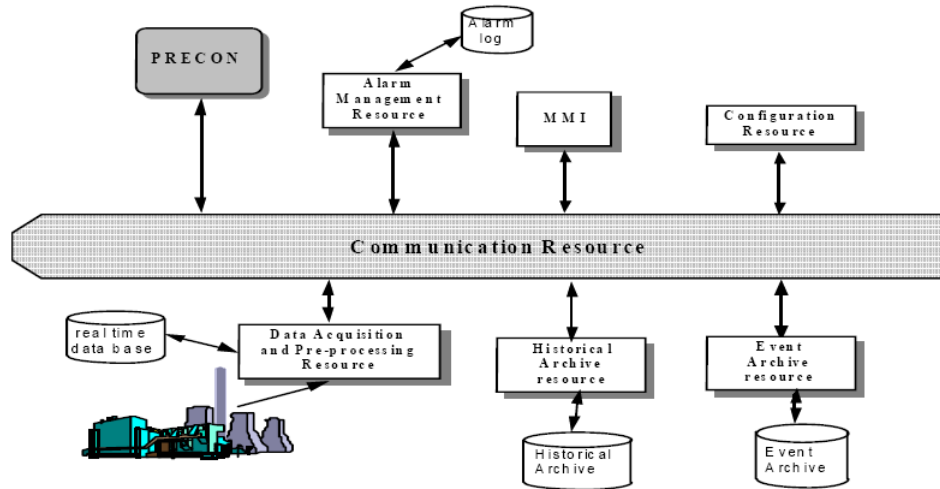 Alarm
log
PRECON
Alarm
Management
Resource
MMI
Configuration
Resource
Communication Resource
real time
data base
Data Acquisition
and Pre-processing
Resource
Historical
Archive
resource
Event
Archive
resource
Historical
Archive
Event
Archive